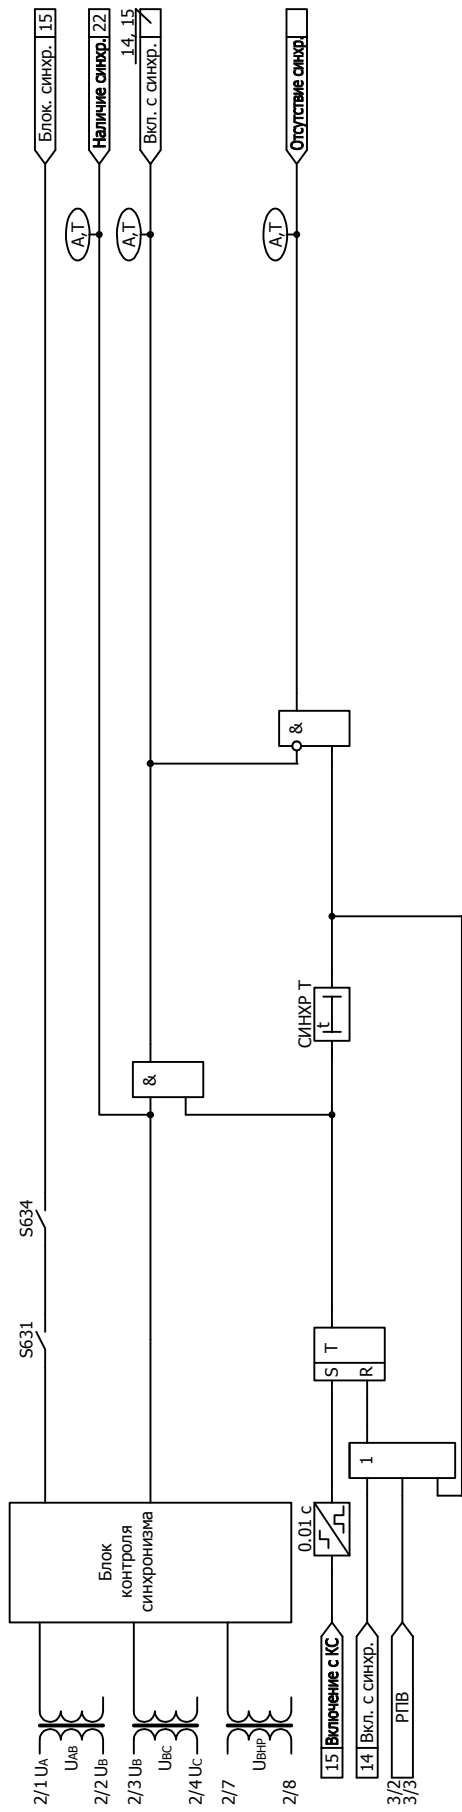 2/1 UA
UAB
2/2 UB
2/3 UB
UBC
2/4 UC
2/7
UВНР
2/8
Блок
контроля
синхронизма
S631
S634
Блок. синхр. 15
Наличие синхр. 22
А,Т
14, 15
Вкл. с синхр.
А,Т
Отсутствие синхр.
А,Т
&
&
СИНХР Т
t
15 Включение с КС
0.01 с
S T
R
14 Вкл. с синхр.
1
РПВ
3/2
3/3